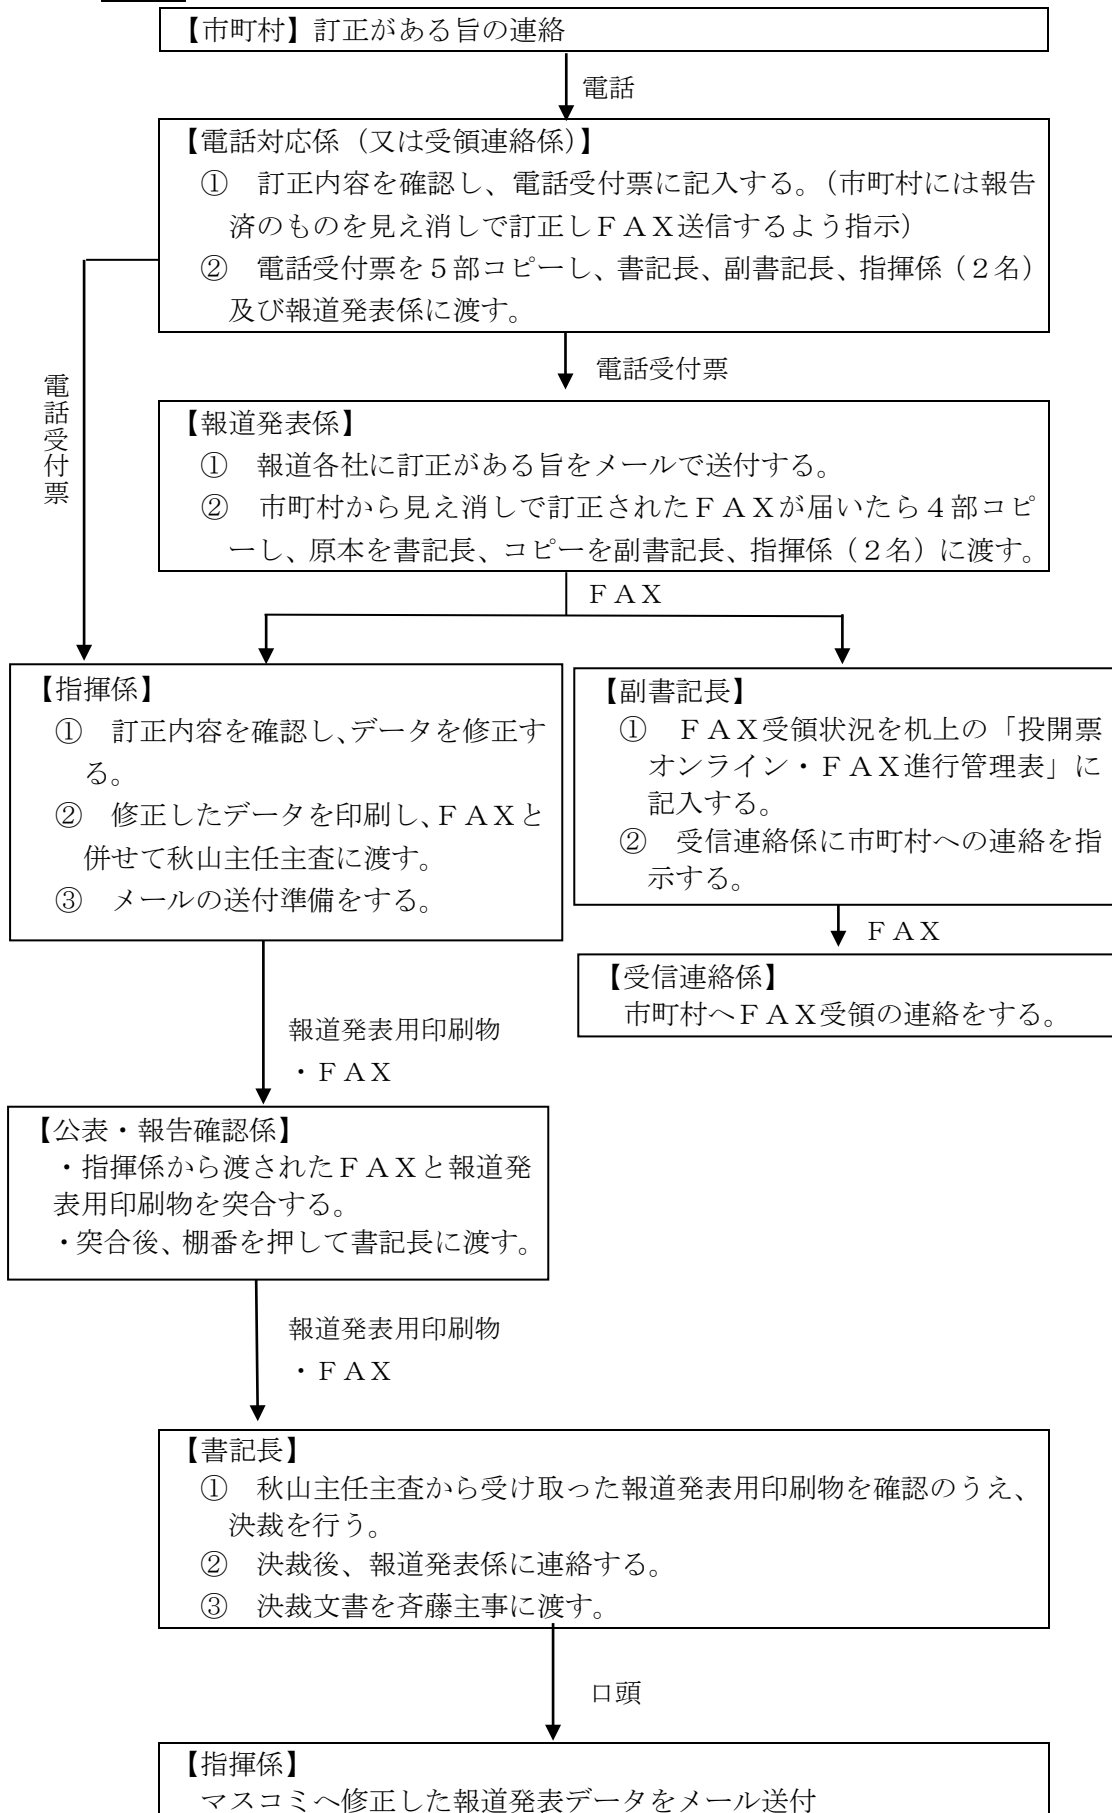 【市町村】訂正がある旨の連絡
電話
【電話対応係（又は受領連絡係）】
①　訂正内容を確認し、電話受付票に記入する。（市町村には報告
済のものを見え消しで訂正しＦＡＸ送信するよう指示）
②　電話受付票を５部コピーし、書記長、副書記長、指揮係（２名）
及び報道発表係に渡す。
電話受付票
電話受付票
【報道発表係】
①　報道各社に訂正がある旨をメールで送付する。
②　市町村から見え消しで訂正されたＦＡＸが届いたら４部コピ
ーし、原本を書記長、コピーを副書記長、指揮係（２名）に渡す。
ＦＡＸ
【指揮係】
①　訂正内容を確認し、データを修正す
る。
②　修正したデータを印刷し、ＦＡＸと
併せて秋山主任主査に渡す。
③　メールの送付準備をする。
【副書記長】
①　ＦＡＸ受領状況を机上の「投開票
オンライン・ＦＡＸ進行管理表」に
記入する。
②　受信連絡係に市町村への連絡を指
示する。
ＦＡＸ
【受信連絡係】
市町村へＦＡＸ受領の連絡をする。
報道発表用印刷物
・ＦＡＸ
【公表・報告確認係】
・指揮係から渡されたＦＡＸと報道発
表用印刷物を突合する。
・突合後、棚番を押して書記長に渡す。
報道発表用印刷物
・ＦＡＸ
【書記長】
①　秋山主任主査から受け取った報道発表用印刷物を確認のうえ、
決裁を行う。
②　決裁後、報道発表係に連絡する。
③　決裁文書を斉藤主事に渡す。
口頭
【指揮係】
マスコミへ修正した報道発表データをメール送付